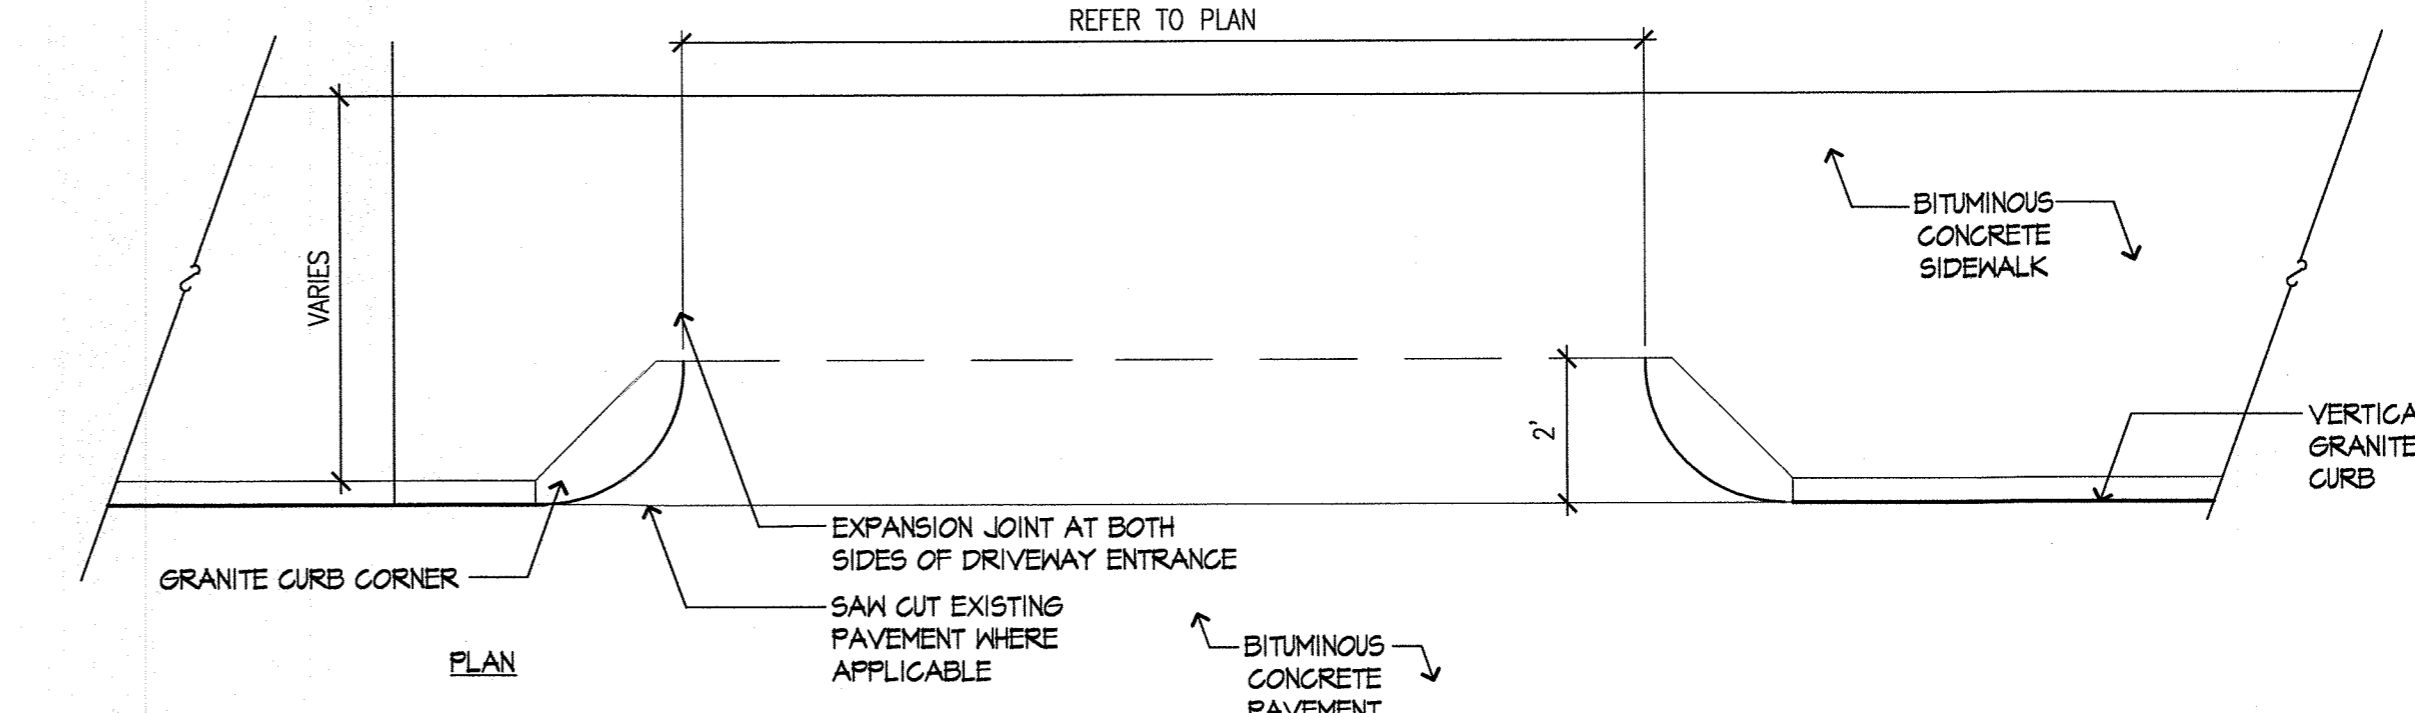 REFER TO PLAN
VARIES
BITUMINOUS
CONCRETE
SIDEWALK
2'
GRANITE
CURB
EXPANSION JOINT AT BOTH
SIDES OF DRIVEWAY ENTRANCE
GRANITE CURB CORNER
SAW CUT EXISTING
PAVEMENT WHERE
APPLICABLE
PLAN
BITUMINOUS
CONCRETE
PAVEMENT